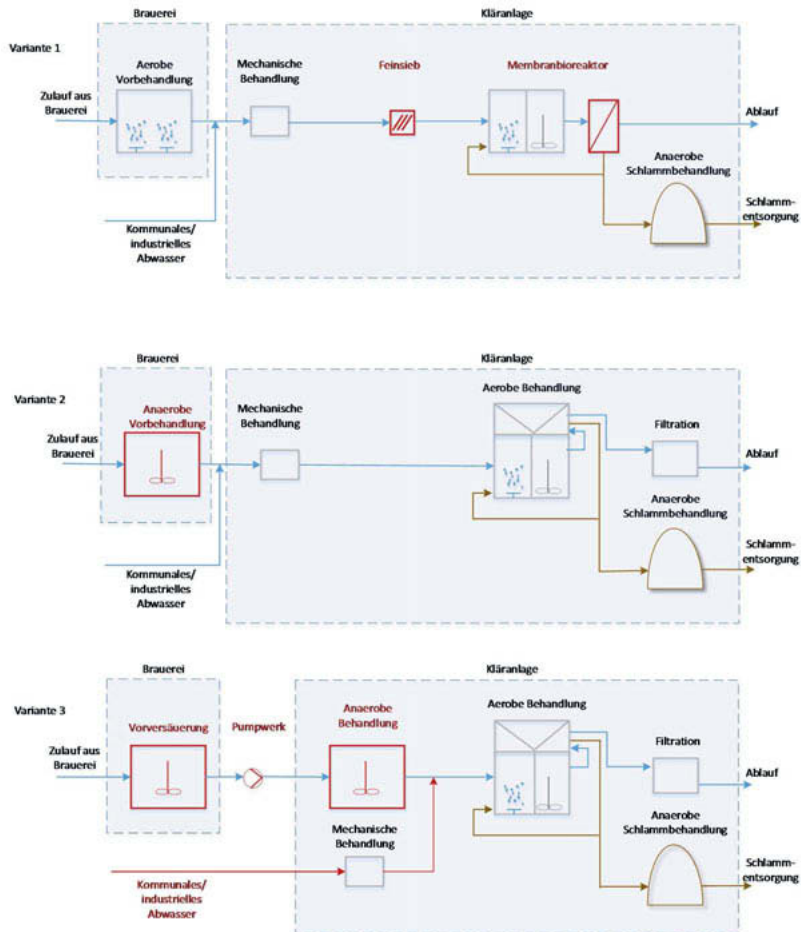 Brauerei
Kläranlage
Variante 1
Aerobe
Vorbehandlung
Mechanische
Behandlung
Feinsieb
Membranbioreaktor
Zulauf aus
Brauerei
Ablauf
Anaerobe
Schlammbehandlung
Schlamm-
entsorgung
Kommunales/
industrielles
Abwasser
Brauerei
Kläranlage
Variante 2
Anaerobe
Vorbehandlung
Mechanische
Behandlung
Aerobe Behandlung
Filtration
Zulauf aus
Brauerei
Ablauf
Anaerobe
Schlammbehandlung
Schlamm-
entsorgung
Kommunales/
industrielles
Abwasser
Brauerei
Kläranlage
Variante 3
Vorversäuerung
Pumpwerk
Anaerobe
Behandlung
Aerobe Behandlung
Filtration
Zulauf aus
Brauerei
Ablauf
Mechanische
Behandlung
Anaerobe
Schlammbehandlung
Schlamm-
entsorgung
Kommunales/
industrielles
Abwasser